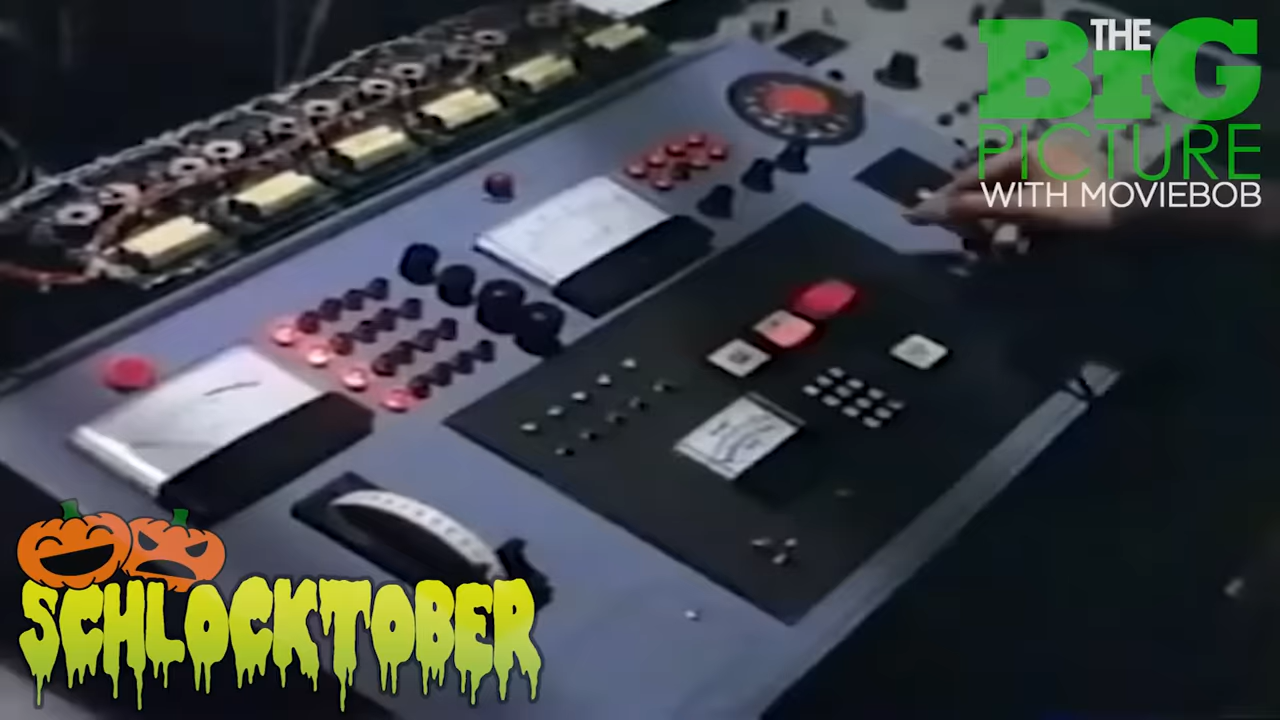 THE
BIG
PICTURE
WITH MOVIEBOB
SCHLOCKTOBER